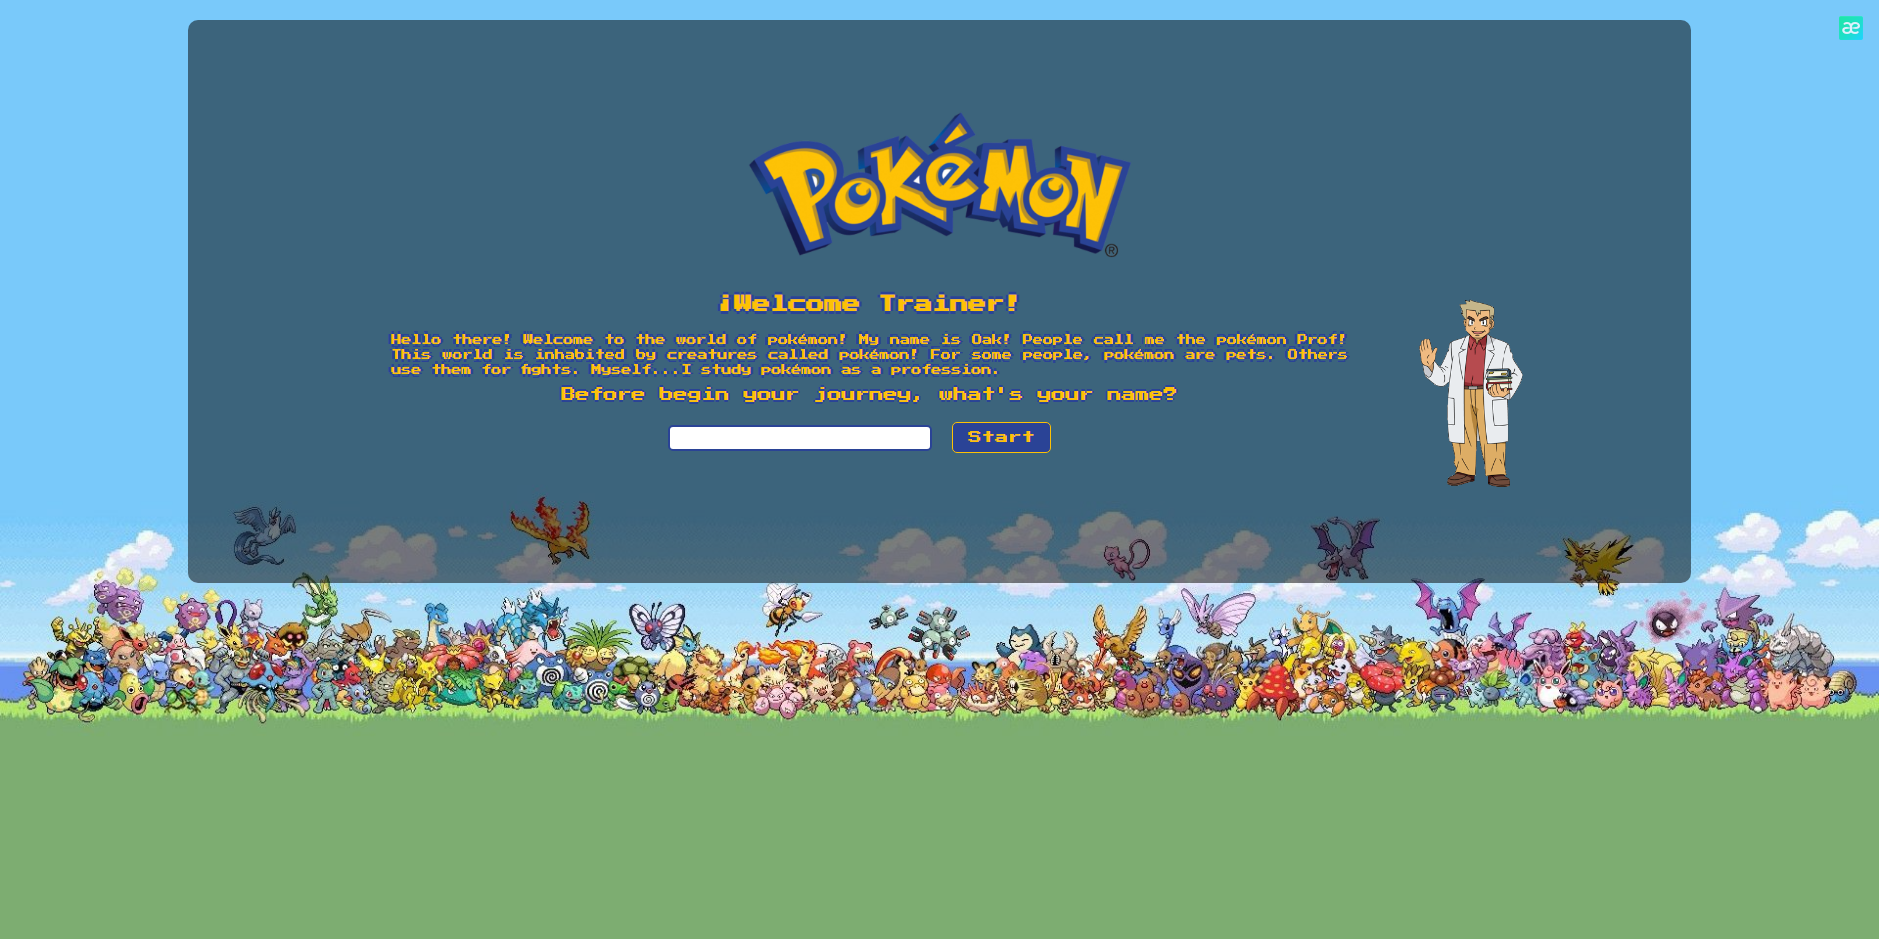 æ
POKéMON®
¡Welcome Trainer!
Hello there! Welcome to the world of pokémon! My name is Oak! People call me the pokémon Prof!
This world is inhabited by creatures called pokémon! For some people, pokémon are pets. Others
use them for fights. Myself...I study pokémon as a profession.
Before begin your journey, what's your name?
Start